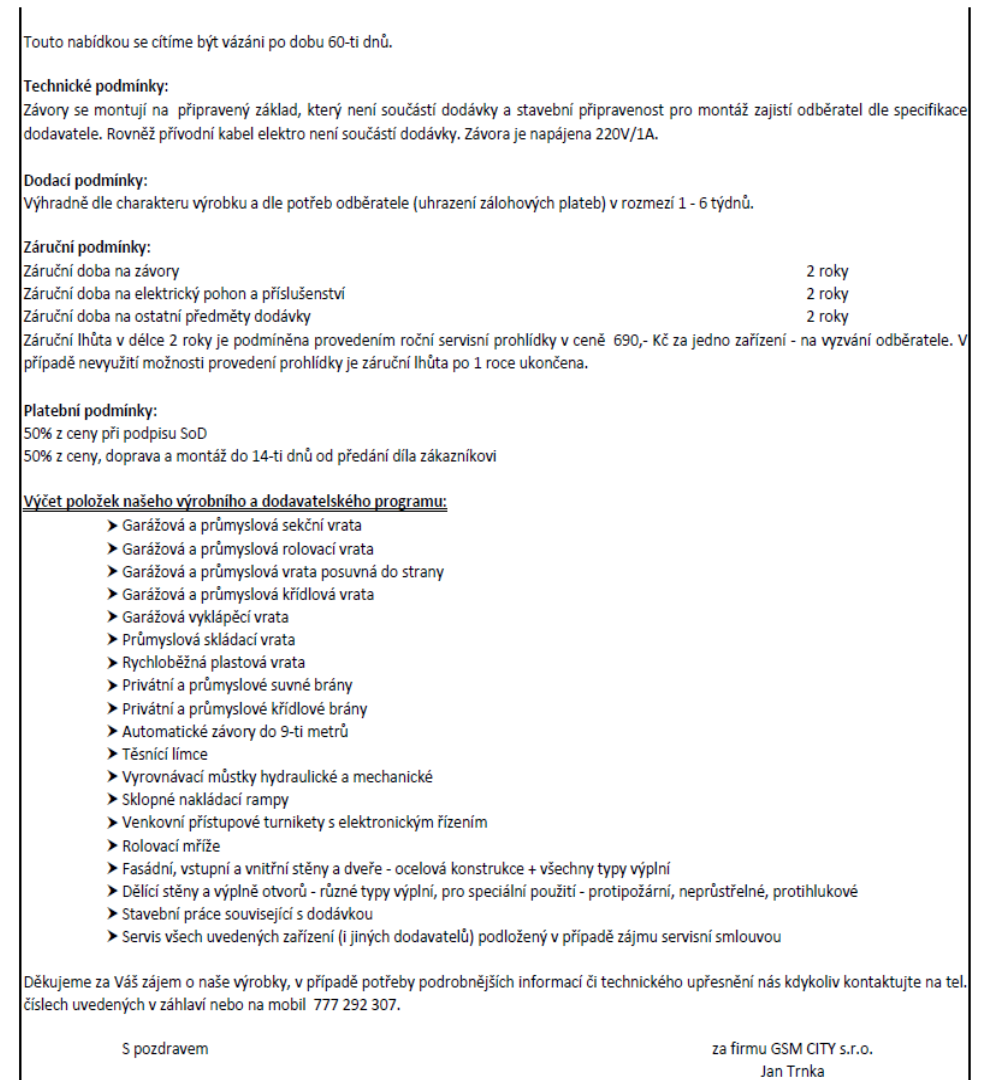 Touto nabídkou se cítíme být vázáni po dobu 60-ti dnů.
Technické podmínky:
Závory se montují na připravený základ, který není součástí dodávky a stavební připravenost pro montáž zajistí odběratel dle specifikace
dodavatele. Rovněž přívodní kabel elektro není součástí dodávky. Závora je napájena 220V/1A.
Dodací podmínky:
Výhradně dle charakteru výrobku a dle potřeb odběratele (uhrazení zálohových plateb) v rozmezí 1 - 6 týdnů.
Záruční podmínky:
Záruční doba na závory 2 roky
Záruční doba na elektrický pohon a příslušenství 2 roky
Záruční doba na ostatní předměty dodávky 2 roky
Záruční lhůta v délce 2 roky je podmíněna provedením roční servisní prohlídky v ceně 690,- Kč za jedno zařízení - na vyzvání odběratele. V
případě nevyužití možnosti provedení prohlídky je záruční lhůta po 1 roce ukončena.
Platební podmínky:
50% z ceny při podpisu SoD
50% z ceny, doprava a montáž do 14-ti dnů od předání díla zákazníkovi
Výčet položek našeho výrobního a dodavatelského programu:
➤ Garážová a průmyslová sekční vrata
➤ Garážová a průmyslová rolovací vrata
➤ Garážová a průmyslová vrata posuvná do strany
➤ Garážová a průmyslová křídlová vrata
➤ Garážová vyklápěcí vrata
➤ Průmyslová skládací vrata
➤ Rychloběžná plastová vrata
➤ Privátní a průmyslové suvné brány
➤ Privátní a průmyslové křídlové brány
➤ Automatické závory do 9-ti metrů
➤ Těsnící límce
➤ Vyrovnávací můstky hydraulické a mechanické
➤ Sklopné nakládací rampy
➤ Venkovní přístupové turnikety s elektronickým řízením
➤ Rolovací mříže
➤ Fasádní, vstupní a vnitřní stěny a dveře - ocelová konstrukce + všechny typy výplní
➤ Dělící stěny a výplně otvorů - různé typy výplní, pro speciální použití - protipožární, neprůstřelné, protihlukové
➤ Stavební práce související s dodávkou
➤ Servis všech uvedených zařízení (i jiných dodavatelů) podložený v případě zájmu servisní smlouvou
Děkujeme za Váš zájem o naše výrobky, v případě potřeby podrobnějších informací či technického upřesnění nás kdykoliv kontaktujte na tel.
číslech uvedených v záhlaví nebo na mobil 777 292 307.
S pozdravem za firmu GSM CITY s.r.o.
Jan Trnka